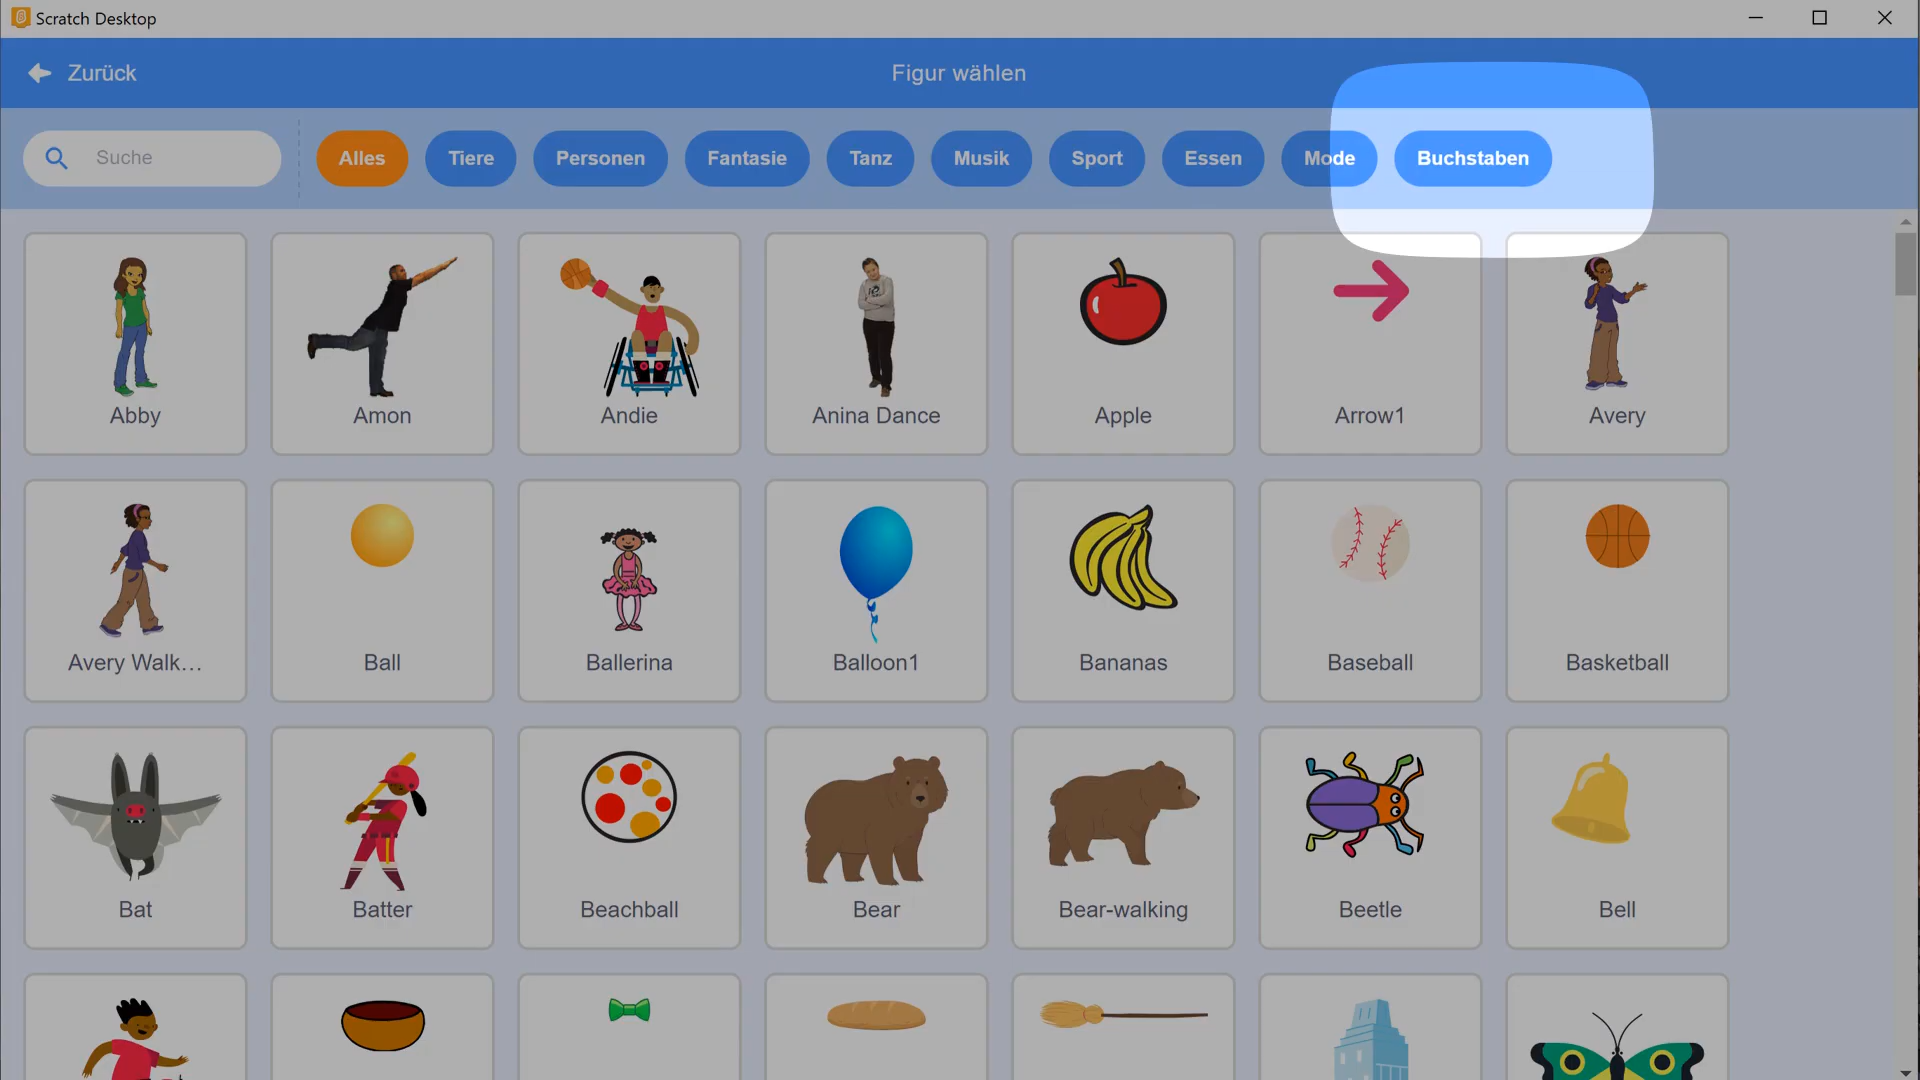 Scratch Desktop
Zurück
Figur wählen
Suche
Alles
Tiere
Personen
Fantasie
Tanz
Musik
Sport
Essen
Mode
Buchstaben
Abby
Amon
Andie
Anina Dance
Apple
Arrow1
Avery
Avery Walk...
Ball
Ballerina
Balloon1
Bananas
Baseball
Basketball
Bat
Batter
Beachball
Bear
Bear-walking
Beetle
Bell